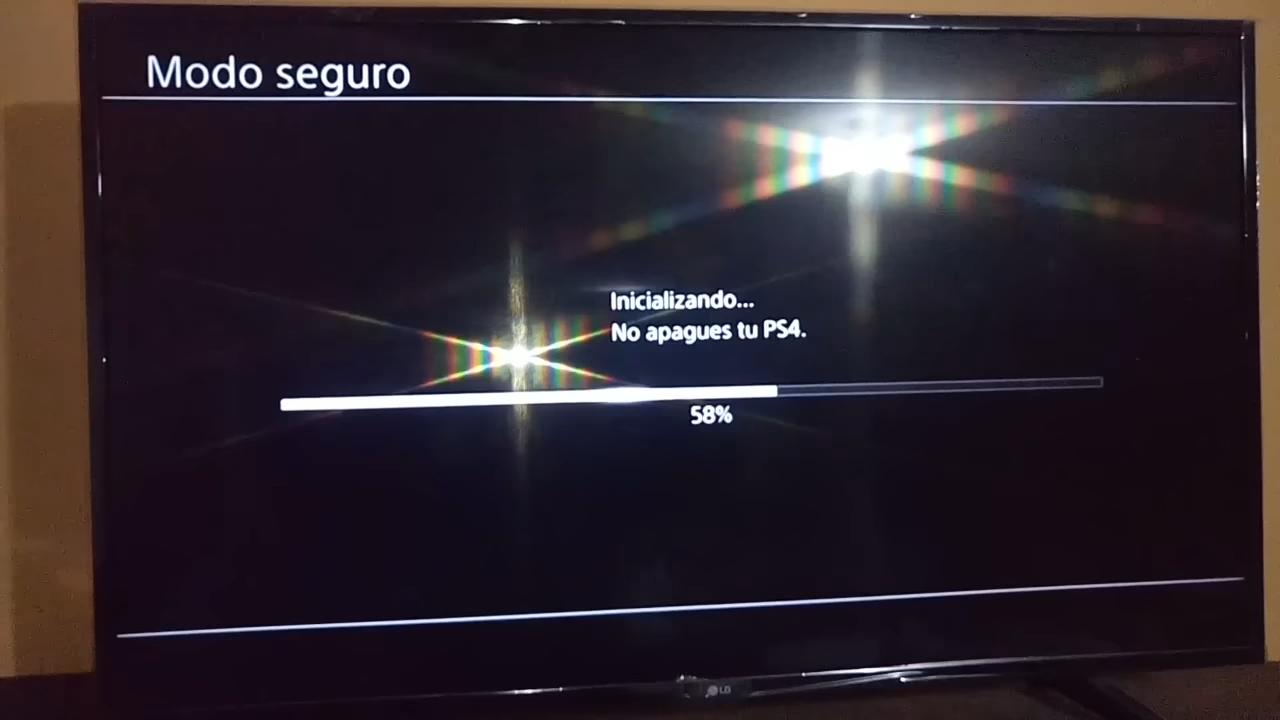 Modo seguro
Inicializando...
No apagues tu PS4.
58%
LG